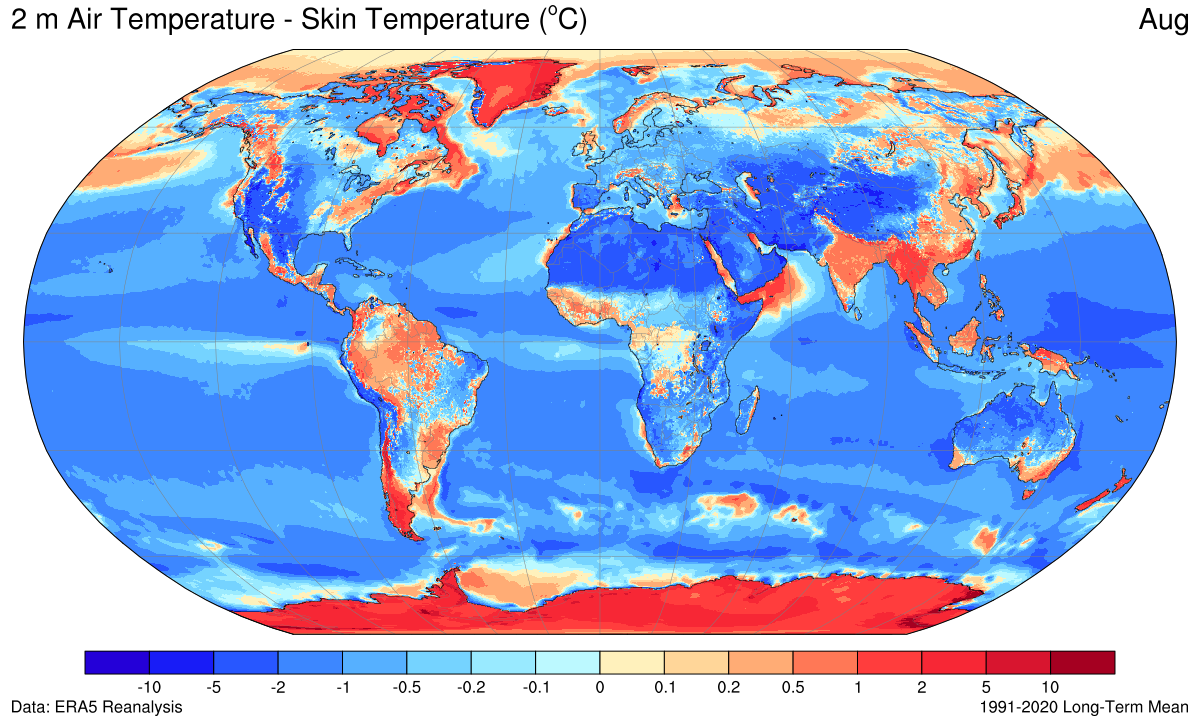 2 m Air Temperature - Skin Temperature (°C) Aug
-10 -5 -2 -1 -0.5 -0.2 -0.1 0 0.1 0.2 0.5 1 2 5 10
Data: ERA5 Reanalysis 1991-2020 Long-Term Mean